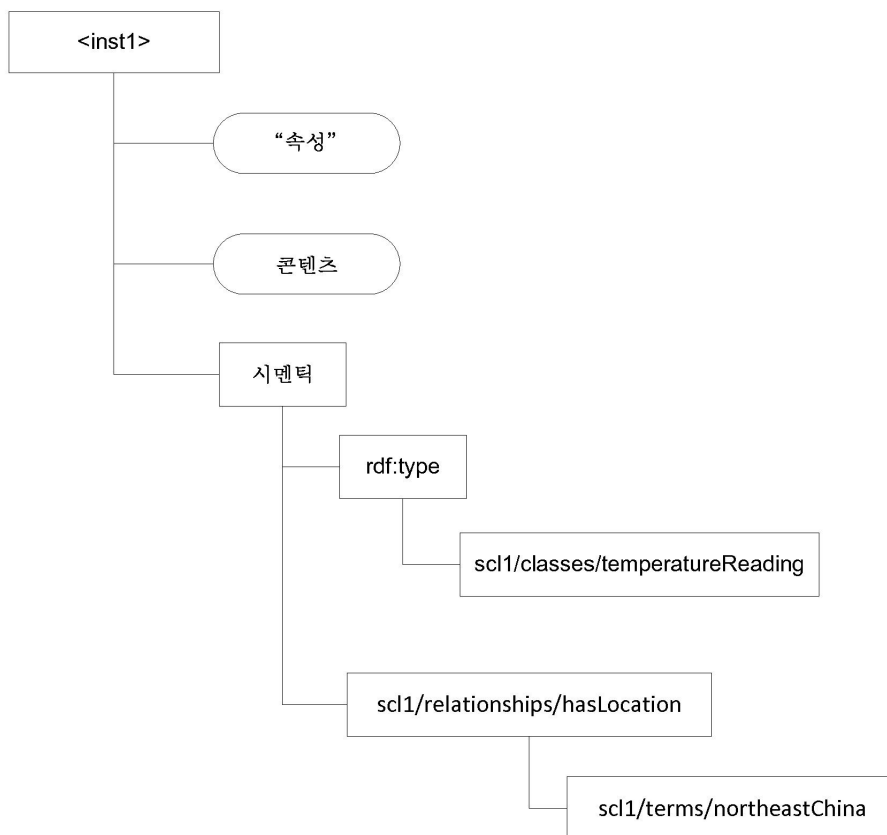 <inst1>
“속성”
콘텐츠
시멘틱
rdf:type
scl1/classes/temperatureReading
scl1/relationships/hasLocation
scl1/terms/northeastChina